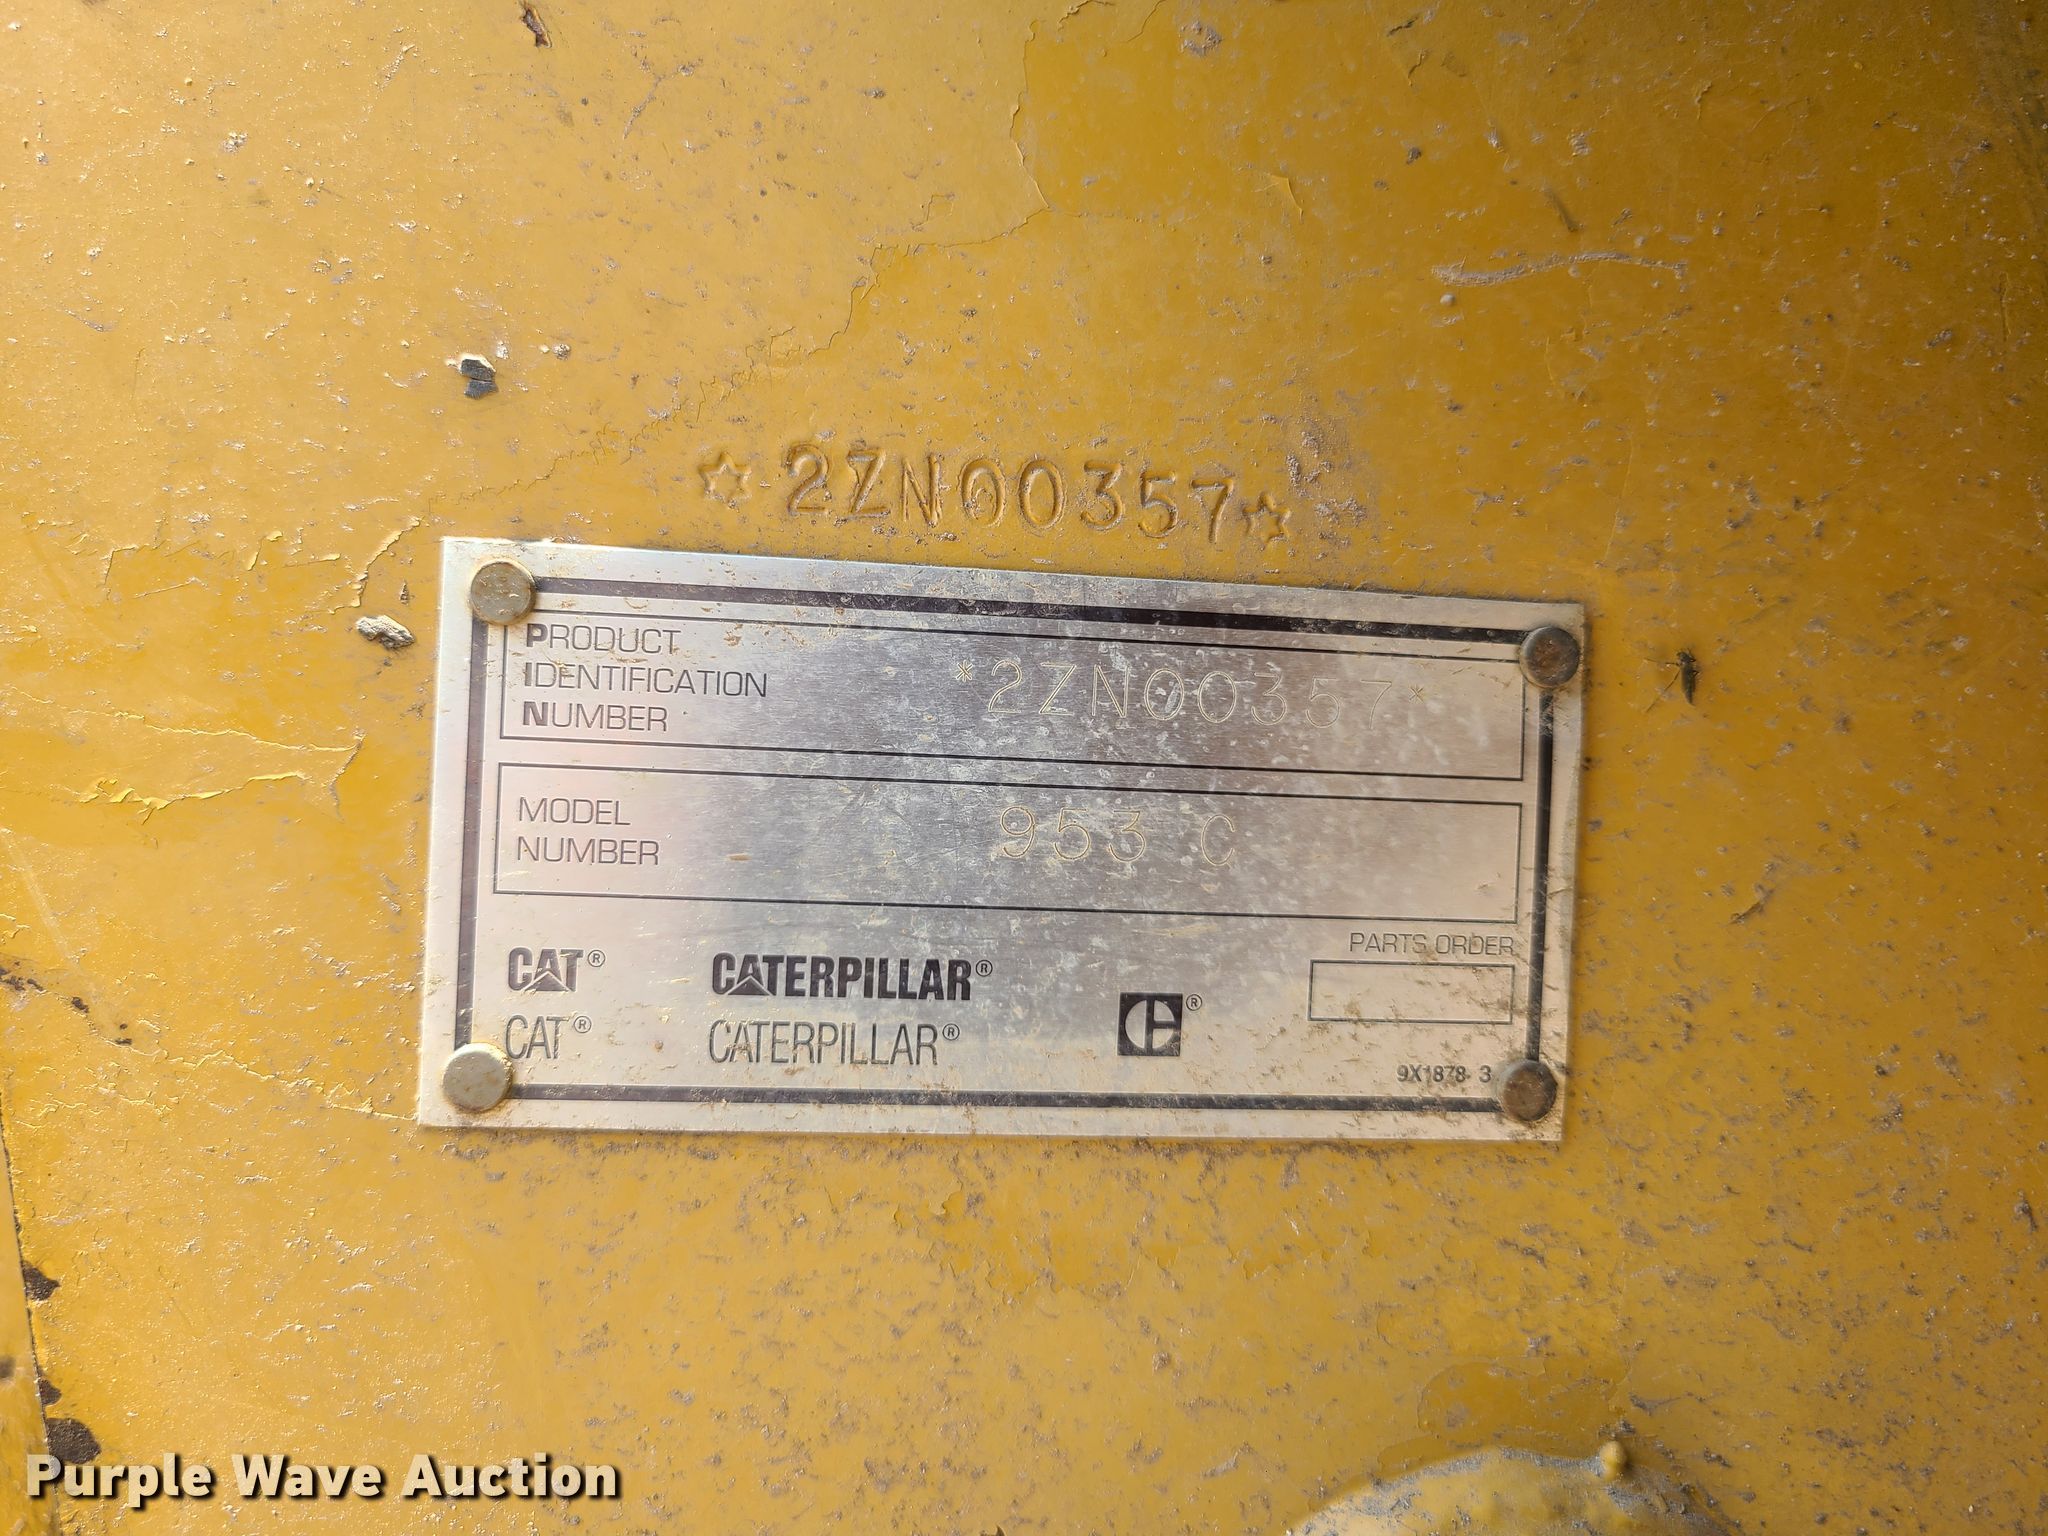 ☆2ZN00357☆
PRODUCT
IDENTIFICATION
NUMBER
*2ZN00357*
MODEL
NUMBER
953 C
PARTS ORDER
CAT® CATERPILLAR®
CAT® CATERPILLAR® CE®
9X1878 3
Purple Wave Auction